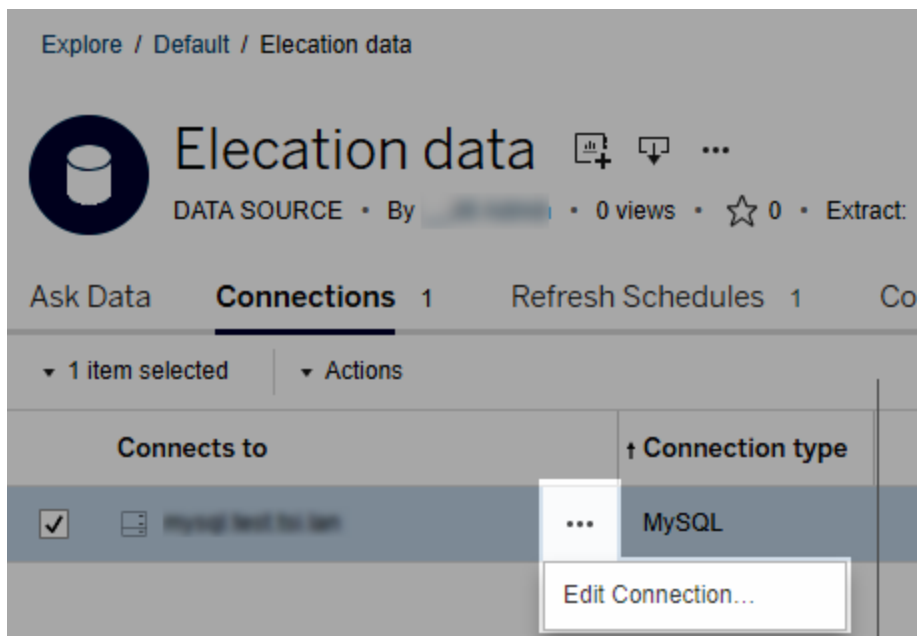 Explore / Default / Elecation data
Elecation data
DATA SOURCE • By • 0 views • 0 • Extract:
Ask Data Connections 1 Refresh Schedules 1 Co
1 item selected Actions
Connects to ↑ Connection type
... MySQL
Edit Connection...